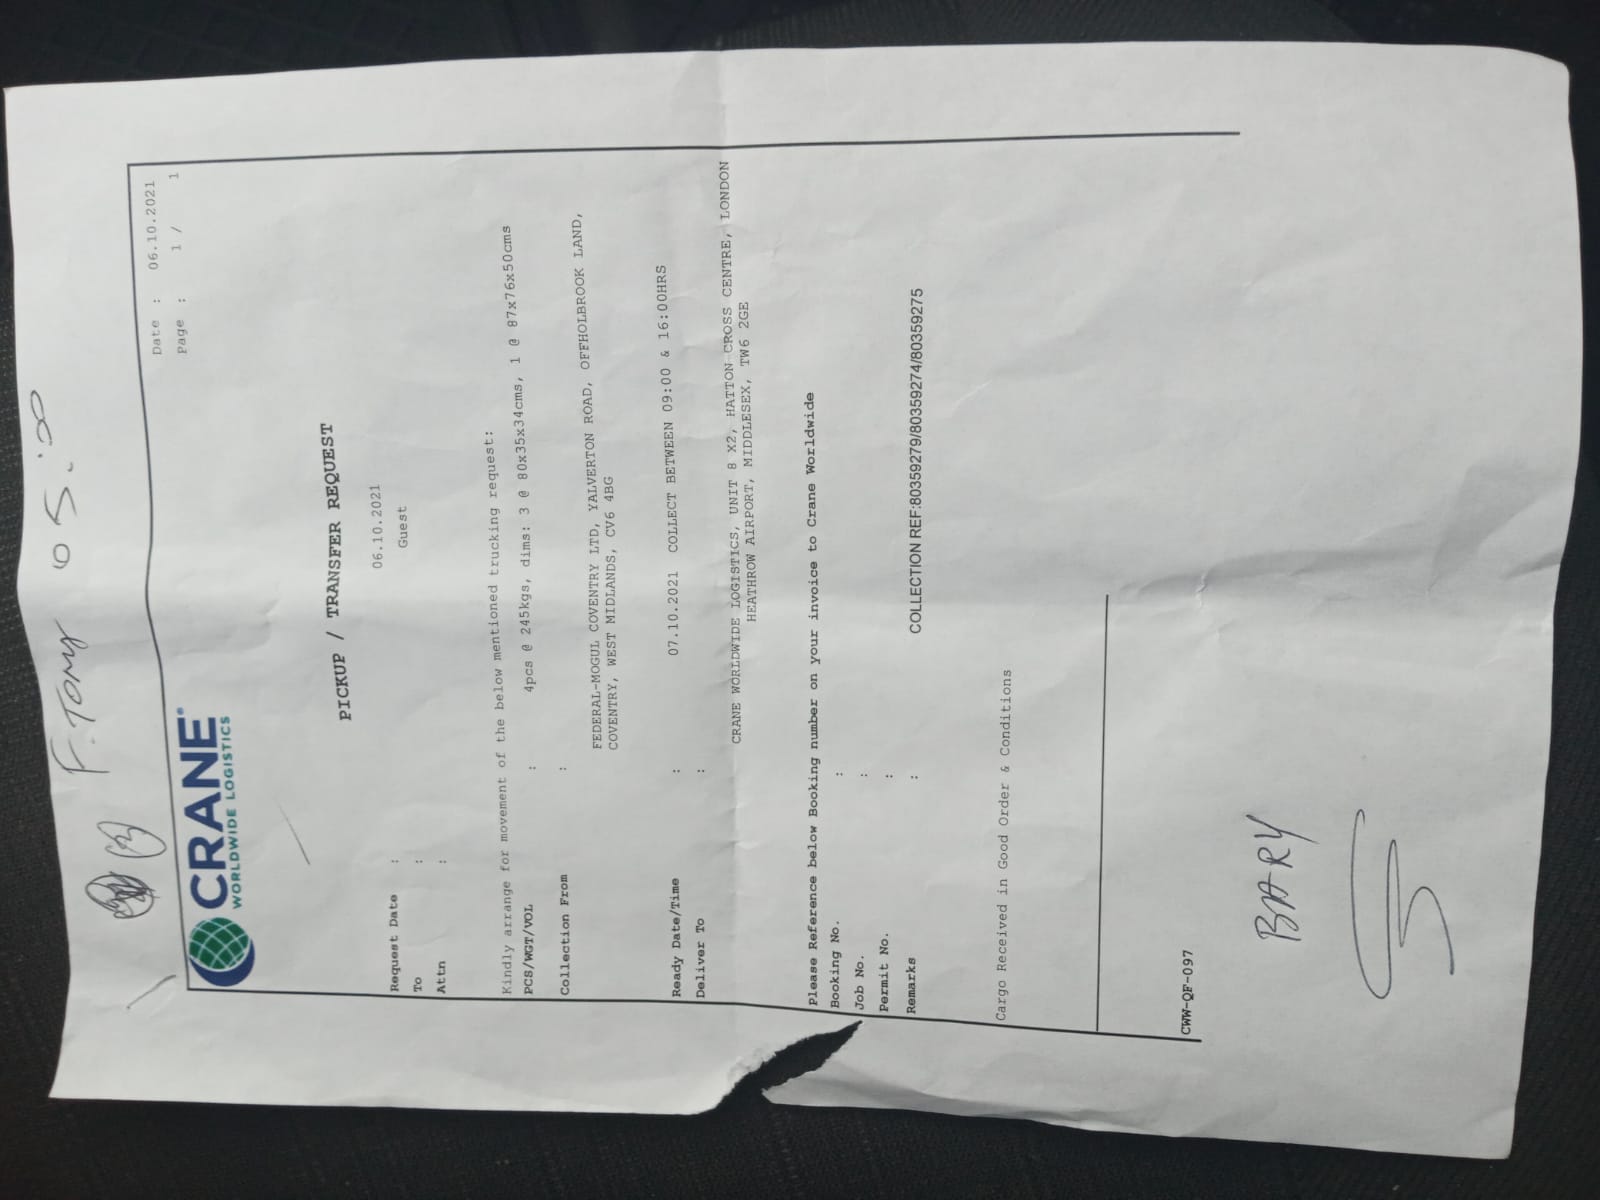 F. TOMY
CRANE
WORLDWIDE LOGISTICS
Date : 06.10.2021
Page : 1 / 1
PICKUP / TRANSFER REQUEST
Request Date : 06.10.2021
To : Guest
Attn :
Kindly arrange for movement of the below mentioned trucking request:
PCS/WGT/VOL : 4pcs @ 245kgs, dims: 3 @ 80x35x34cms, 1 @ 87x76x50cms
Collection From :
FEDERAL-MOGUL COVENTRY LTD, YALVERTON ROAD, OFFHOLBROOK LAND,
COVENTRY, WEST MIDLANDS, CV6 4BG
Ready Date/Time : 07.10.2021 COLLECT BETWEEN 09:00 & 16:00HRS
Deliver To :
CRANE WORLDWIDE LOGISTICS, UNIT 8 X2, HATTON CROSS CENTRE, LONDON
HEATHROW AIRPORT, MIDDLESEX, TW6 2GE
Please Reference below Booking number on your invoice to Crane Worldwide
Booking No. :
Job No. :
Permit No. :
Remarks : COLLECTION REF:80359279/80359274/80359275
Cargo Received in Good Order & Conditions
CWW-QF-097
BARY